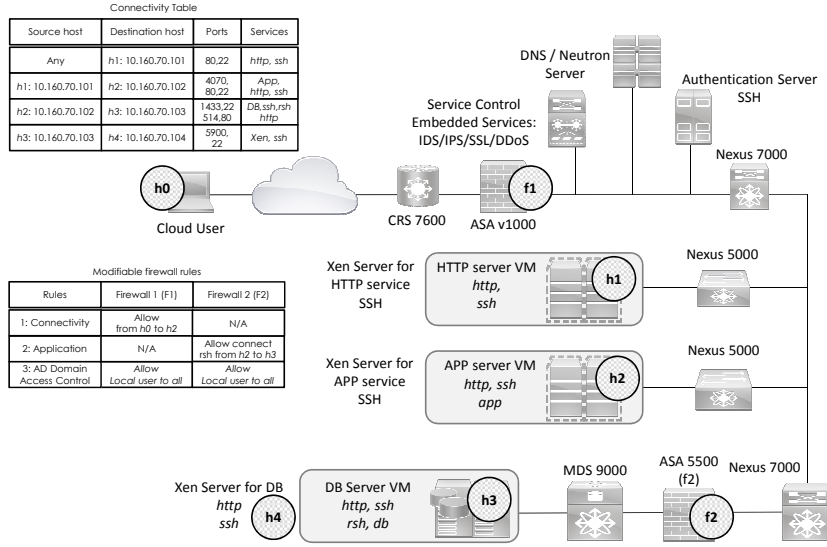 Connectivity Table
Source host Destination host Ports Services
Any h1: 10.160.70.101 80,22 http, ssh
h1: 10.160.70.101 h2: 10.160.70.102 4070, 80,22 App, http, ssh
h2: 10.160.70.102 h3: 10.160.70.103 1433,22 514,80 DB,ssh,rsh http
h3: 10.160.70.103 h4: 10.160.70.104 5900, 22 Xen, ssh
DNS / Neutron
Server
Authentication Server
SSH
Service Control
Embedded Services:
IDS/IPS/SSL/DDoS
Nexus 7000
h0
f1
Cloud User
CRS 7600
ASA v1000
Modifiable firewall rules
Rules Firewall 1 (F1) Firewall 2 (F2)
1: Connectivity Allow from h0 to h2 N/A
2: Application N/A Allow connect rsh from h2 to h3
3: AD Domain Access Control Allow Local user to all Allow Local user to all
Xen Server for
HTTP service
SSH
HTTP server VM
http,
ssh
h1
Nexus 5000
Xen Server for
APP service
SSH
APP server VM
http, ssh
app
h2
Nexus 5000
Xen Server for DB
http
ssh
h4
DB Server VM
http, ssh
rsh, db
h3
MDS 9000
ASA 5500
(f2)
f2
Nexus 7000